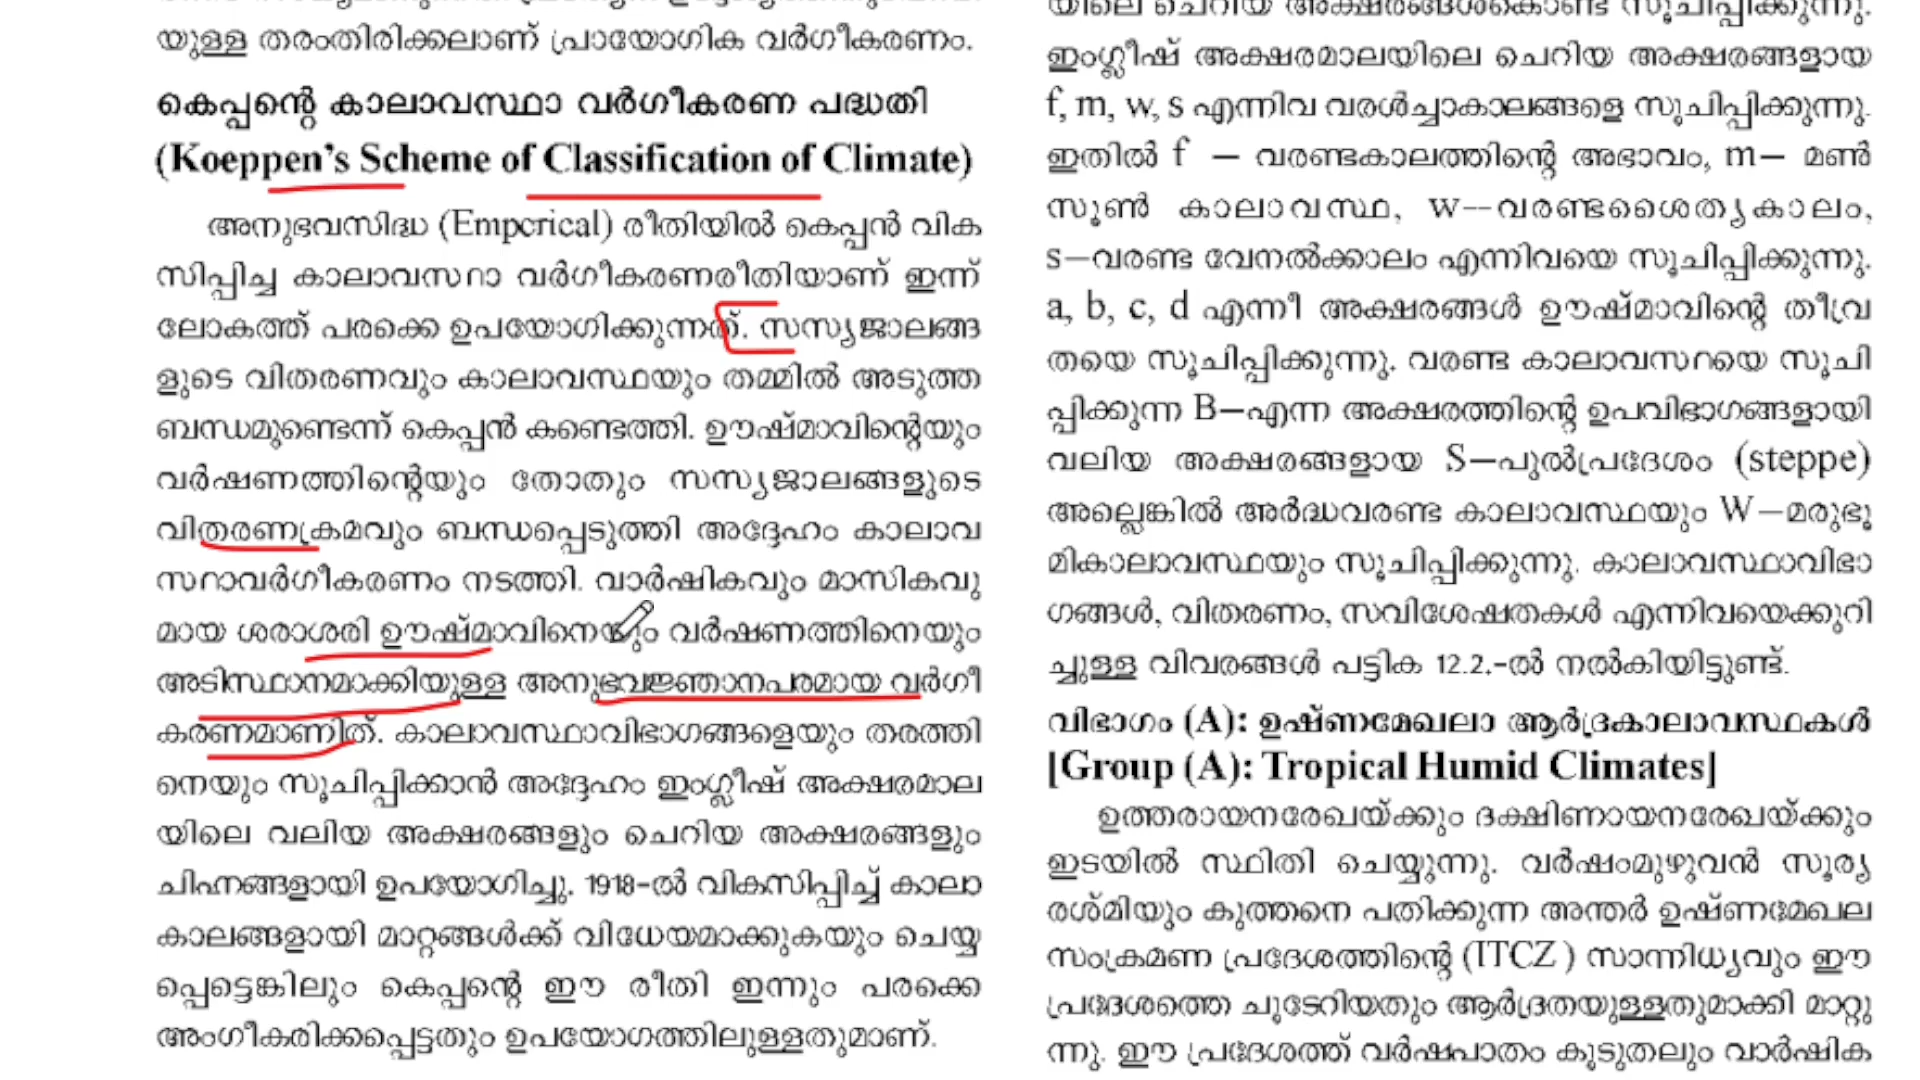 യുള്ള തരംതിരിക്കലാണ് പ്രായോഗിക വർഗീകരണം.
കെപ്പന്റെ കാലാവസ്ഥാ വർഗീകരണ പദ്ധതി
(Koeppen's Scheme of Classification of Climate)
അനുഭവസിദ്ധ (Emperical) രീതിയിൽ കെപ്പൻ വിക
സിപ്പിച്ച കാലാവസ്ഥാ വർഗീകരണരീതിയാണ് ഇന്ന്
ലോകത്ത് പരക്കെ ഉപയോഗിക്കുന്നത്. സസ്യജാലങ്ങ
ളുടെ വിതരണവും കാലാവസ്ഥയും തമ്മിൽ അടുത്ത
ബന്ധമുണ്ടെന്ന് കെപ്പൻ കണ്ടെത്തി. ഊഷ്മാവിന്റെയും
വർഷണത്തിന്റെയും തോതും സസ്യജാലങ്ങളുടെ
വിതരണക്രമവും ബന്ധപ്പെടുത്തി അദ്ദേഹം കാലാവ
സ്ഥാവർഗീകരണം നടത്തി. വാർഷികവും മാസികവു
മായ ശരാശരി ഊഷ്മാവിനെയും വർഷണത്തിനെയും
അടിസ്ഥാനമാക്കിയുള്ള അനുഭവജ്ഞാനപരമായ വർഗീ
കരണമാണിത്. കാലാവസ്ഥാവിഭാഗങ്ങളെയും തരത്തി
നെയും സൂചിപ്പിക്കാൻ അദ്ദേഹം ഇംഗ്ലീഷ് അക്ഷരമാല
യിലെ വലിയ അക്ഷരങ്ങളും ചെറിയ അക്ഷരങ്ങളും
ചിഹ്നങ്ങളായി ഉപയോഗിച്ചു. 1918-ൽ വികസിപ്പിച്ച് കാലാ
കാലങ്ങളായി മാറ്റങ്ങൾക്ക് വിധേയമാക്കുകയും ചെയ്യ
പ്പെട്ടെങ്കിലും കെപ്പന്റെ ഈ രീതി ഇന്നും പരക്കെ
അംഗീകരിക്കപ്പെട്ടതും ഉപയോഗത്തിലുള്ളതുമാണ്.
യിലെ ചെറിയ അക്ഷരങ്ങൾകൊണ്ട് സൂചിപ്പിക്കുന്നു.
ഇംഗ്ലീഷ് അക്ഷരമാലയിലെ ചെറിയ അക്ഷരങ്ങളായ
f, m, w, s എന്നിവ വരൾച്ചാകാലങ്ങളെ സൂചിപ്പിക്കുന്നു.
ഇതിൽ f – വരണ്ടകാലത്തിന്റെ അഭാവം, m– മൺ
സൂൺ കാലാവസ്ഥ, w--വരണ്ടശൈത്യകാലം,
s–വരണ്ട വേനൽക്കാലം എന്നിവയെ സൂചിപ്പിക്കുന്നു.
a, b, c, d എന്നീ അക്ഷരങ്ങൾ ഊഷ്മാവിന്റെ തീവ്ര
തയെ സൂചിപ്പിക്കുന്നു. വരണ്ട കാലാവസ്ഥയെ സൂചി
പ്പിക്കുന്ന B–എന്ന അക്ഷരത്തിന്റെ ഉപവിഭാഗങ്ങളായി
വലിയ അക്ഷരങ്ങളായ S–പുൽപ്രദേശം (steppe)
അല്ലെങ്കിൽ അർദ്ധവരണ്ട കാലാവസ്ഥയും W–മരുഭൂ
മികാലാവസ്ഥയും സൂചിപ്പിക്കുന്നു. കാലാവസ്ഥാവിഭാ
ഗങ്ങൾ, വിതരണം, സവിശേഷതകൾ എന്നിവയെക്കുറി
ച്ചുള്ള വിവരങ്ങൾ പട്ടിക 12.2.-ൽ നൽകിയിട്ടുണ്ട്.
വിഭാഗം (A): ഉഷ്ണമേഖലാ ആർദ്രകാലാവസ്ഥകൾ
[Group (A): Tropical Humid Climates]
ഉത്തരായനരേഖയ്ക്കും ദക്ഷിണായനരേഖയ്ക്കും
ഇടയിൽ സ്ഥിതി ചെയ്യുന്നു. വർഷംമുഴുവൻ സൂര്യ
രശ്മിയും കുത്തനെ പതിക്കുന്ന അന്തർ ഉഷ്ണമേഖല
സംക്രമണ പ്രദേശത്തിന്റെ (ITCZ ) സാന്നിധ്യവും ഈ
പ്രദേശത്തെ ചൂടേറിയതും ആർദ്രതയുള്ളതുമാക്കി മാറ്റു
ന്നു. ഈ പ്രദേശത്ത് വർഷപാതം കൂടുതലും വാർഷിക